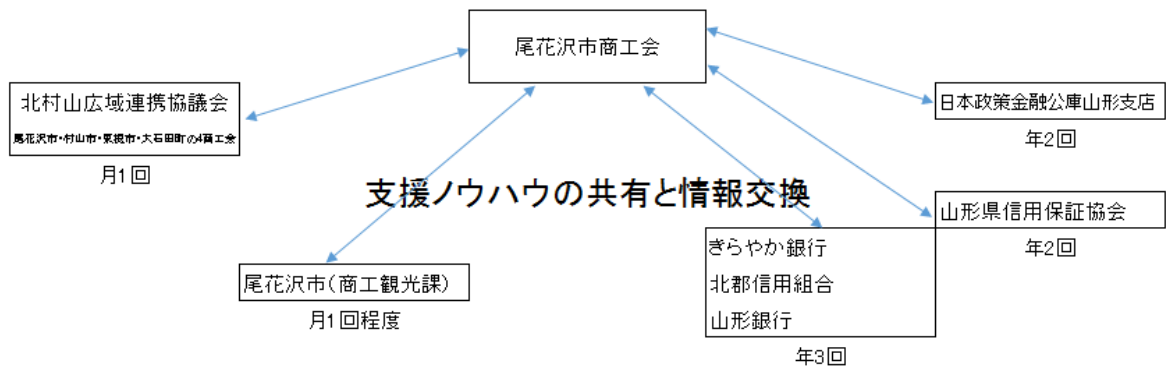 尾花沢市商工会
北村山広域連携協議会
尾花沢市・村山市・東根市・大石田町の4商工会
月1回
日本政策金融公庫山形支店
年2回
支援ノウハウの共有と情報交換
山形県信用保証協会
年2回
きらやか銀行
北郡信用組合
山形銀行
年3回
尾花沢市(商工観光課)
月1回程度